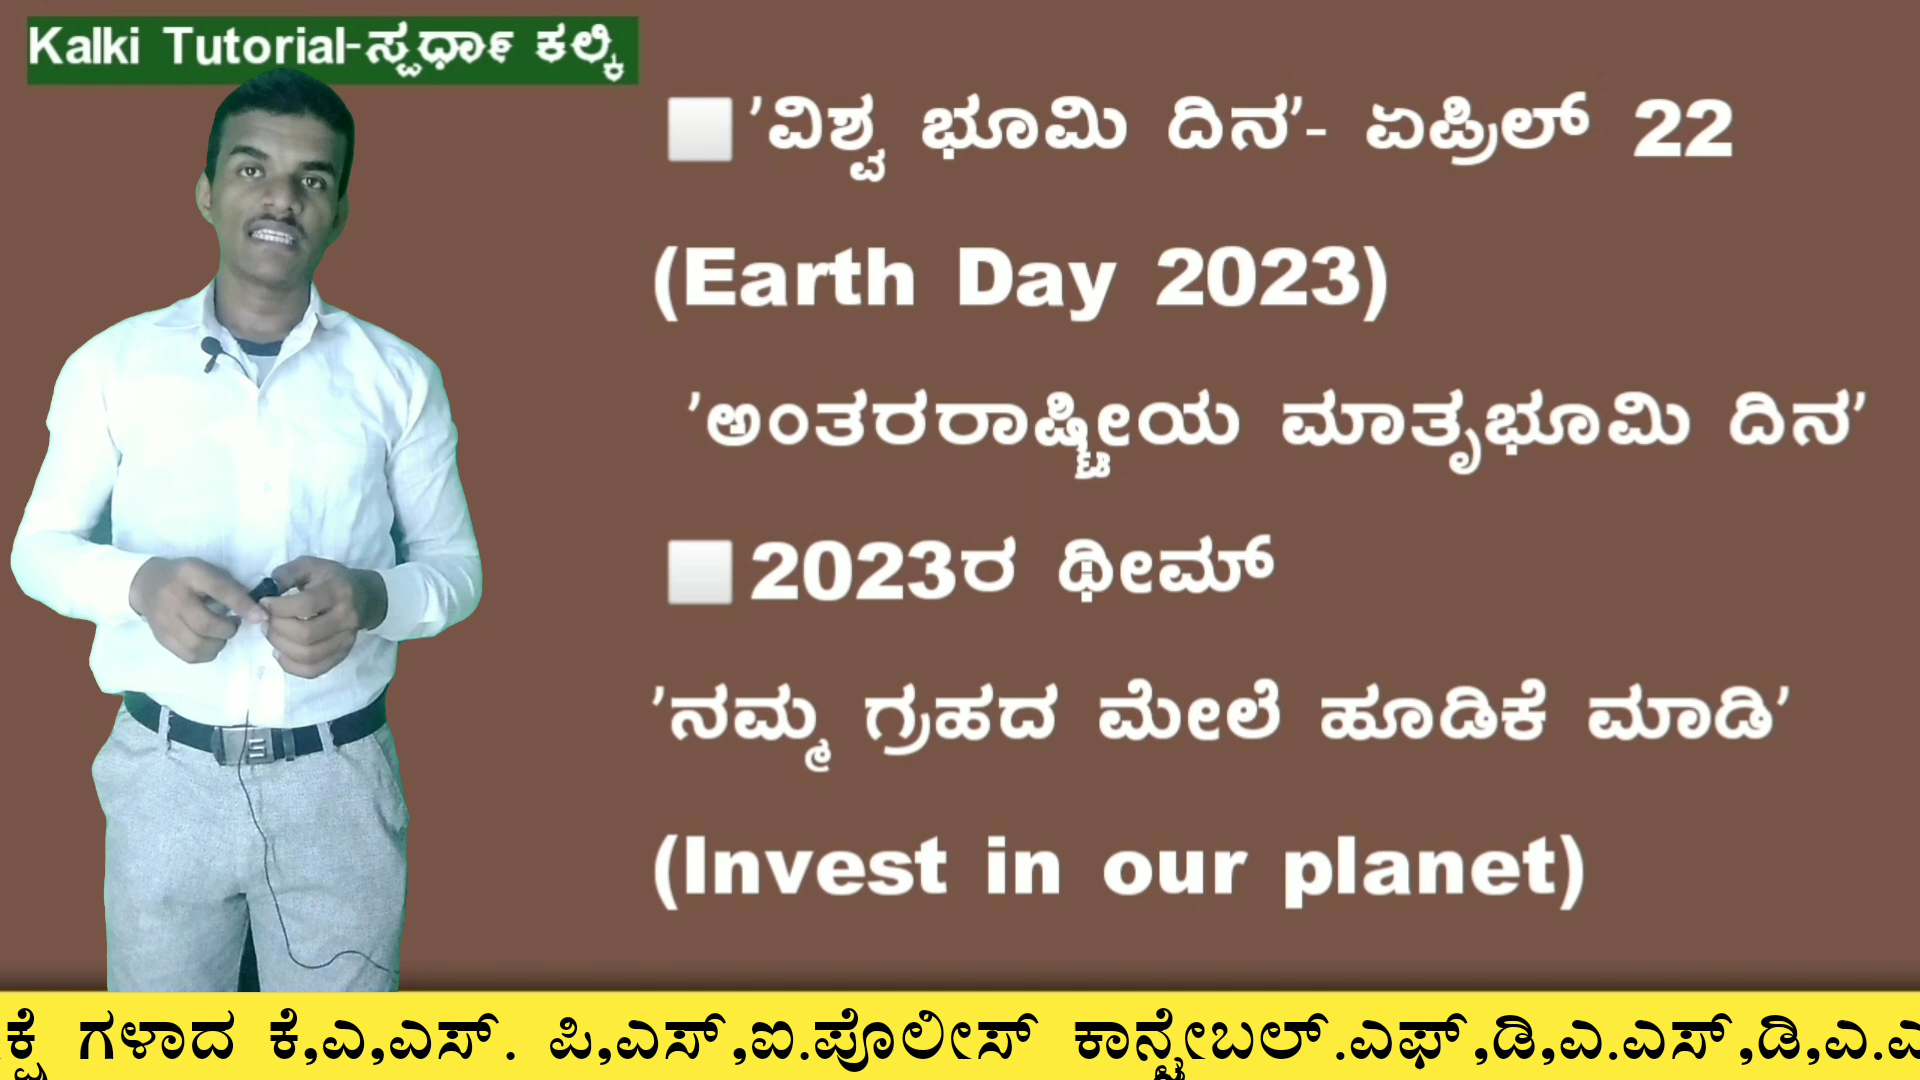 Kalki Tutorial-ಸ್ಪರ್ಧಾ ಕಲ್ಕಿ
'ವಿಶ್ವ ಭೂಮಿ ದಿನ'- ಏಪ್ರಿಲ್ 22
(Earth Day 2023)
'ಅಂತರರಾಷ್ಟ್ರೀಯ ಮಾತೃಭೂಮಿ ದಿನ'
2023ರ ಥೀಮ್
'ನಮ್ಮ ಗ್ರಹದ ಮೇಲೆ ಹೂಡಿಕೆ ಮಾಡಿ'
(Invest in our planet)
ಗಳಾದ ಕೆ,ಎ,ಎಸ್. ಪಿ,ಎಸ್,ಐ.ಪೊಲೀಸ್ ಕಾನ್ಟೇಬಲ್.ಎಫ್,ಡಿ,ಎ.ಎಸ್,ಡಿ,ಎ.